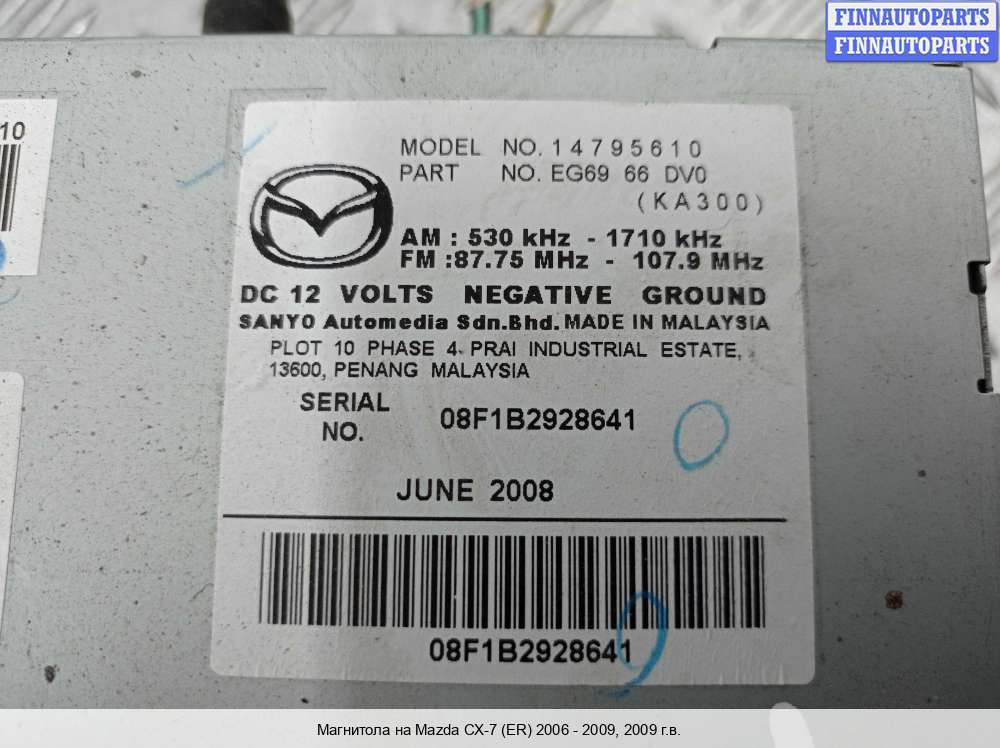 FINNAUTOPARTS
FINNAUTOPARTS
10
MODEL NO. 14795610
PART NO. EG69 66 DV0
(KA300)
AM : 530 kHz - 1710 kHz
FM :87.75 MHz - 107.9 MHz
DC 12 VOLTS NEGATIVE GROUND
SANYO Automedia Sdn.Bhd. MADE IN MALAYSIA
PLOT 10 PHASE 4. PRAI INDUSTRIAL ESTATE,
13600, PENANG MALAYSIA
SERIAL NO. 08F1B2928641
JUNE 2008
08F1B2928641
Магнитола на Mazda CX-7 (ER) 2006 - 2009, 2009 г.в.